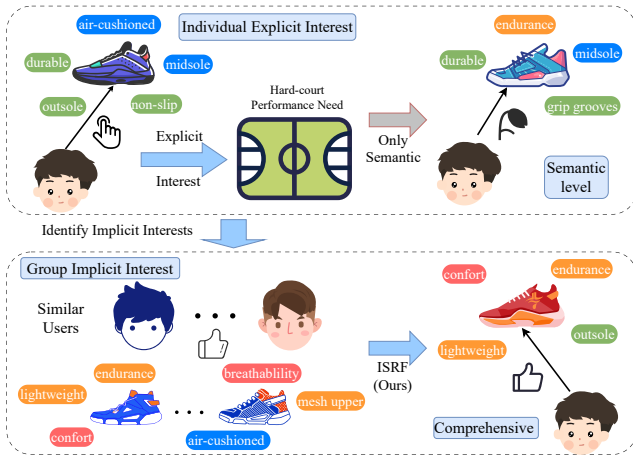 Individual Explicit Interest
air-cushioned
durable
midsole
outsole
non-slip
Explicit
Interest
Hard-court
Performance Need
Only
Semantic
endurance
durable
midsole
grip grooves
Semantic
level
Identify Implicit Interests
Group Implicit Interest
Similar
Users
endurance
breathablility
lightweight
mesh upper
confort
air-cushioned
ISRF
(Ours)
confort
endurance
outsole
lightweight
Comprehensive